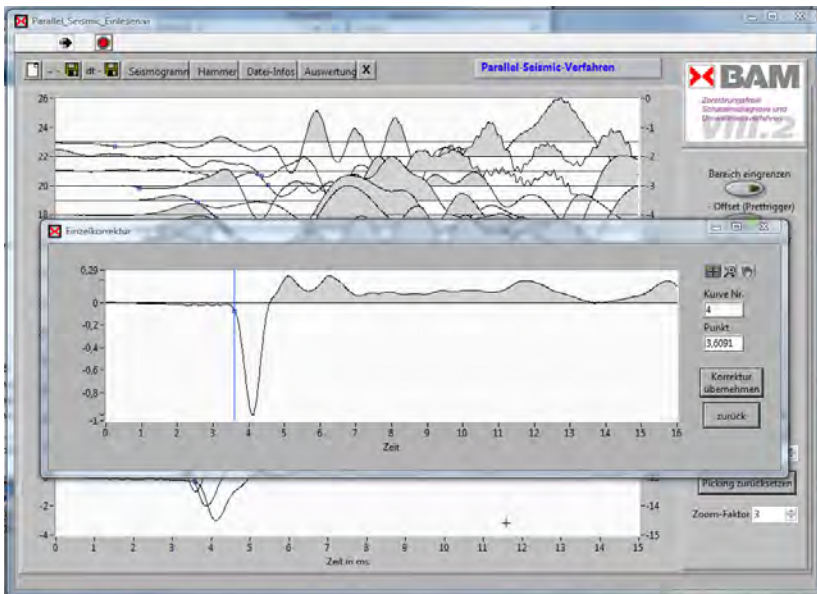 Parallel_Seismic_Einlesen.vi
dt -
Seismogramm Hammer Datei-Infos Auswertung X
Parallel-Seismic-Verfahren
BAM
Zerstörungsfreie
Schadensdiagnose und
Umweltmessverfahren
VIII.2
26
24
22
20
18
-0
-1
-2
-3
-4
Bereich eingrenzen
- Offset (Prettrigger)
Einzelkorrektur
0,29
0
-0,2
-0,4
-0,6
-0,8
-1
0 1 2 3 4 5 6 7 8 9 10 11 12 13 14 15 16
Zeit
Kurve Nr.
4
Punkt
3,6091
Korrektur
übernehmen
zurück
-2
-4
-14
-15
0 1 2 3 4 5 6 7 8 9 10 11 12 13 14 15
Zeit in ms
Picking zurücksetzen
Zoom-Faktor 3